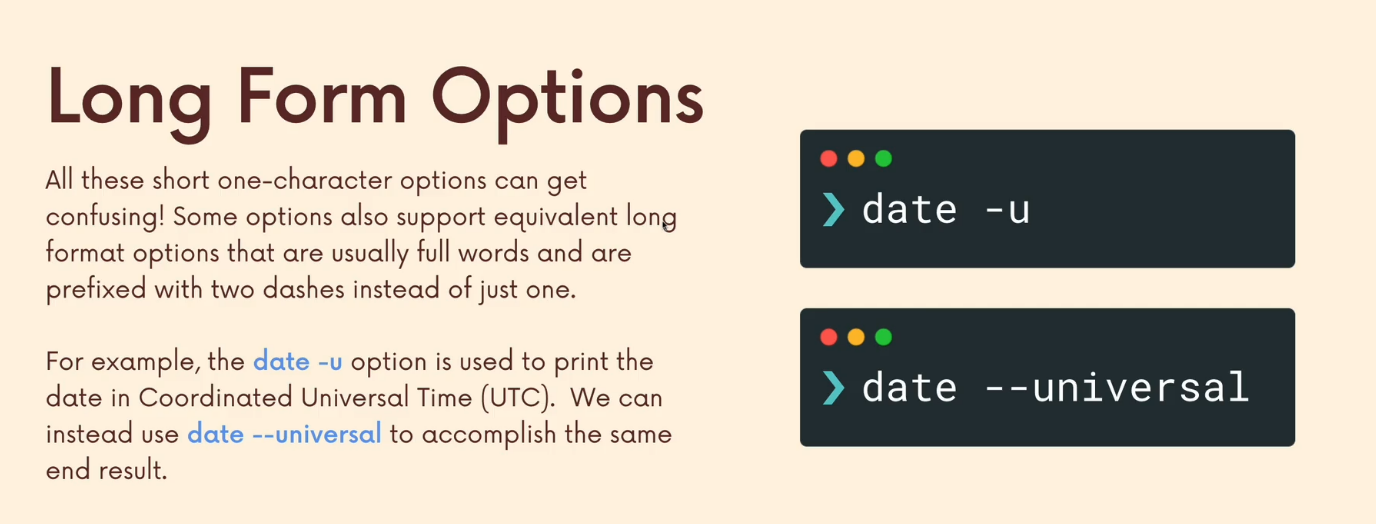 Long Form Options
All these short one-character options can get
confusing! Some options also support equivalent long
format options that are usually full words and are
prefixed with two dashes instead of just one.
For example, the date -u option is used to print the
date in Coordinated Universal Time (UTC).  We can
instead use date --universal to accomplish the same
end result.
❯ date -u
❯ date --universal